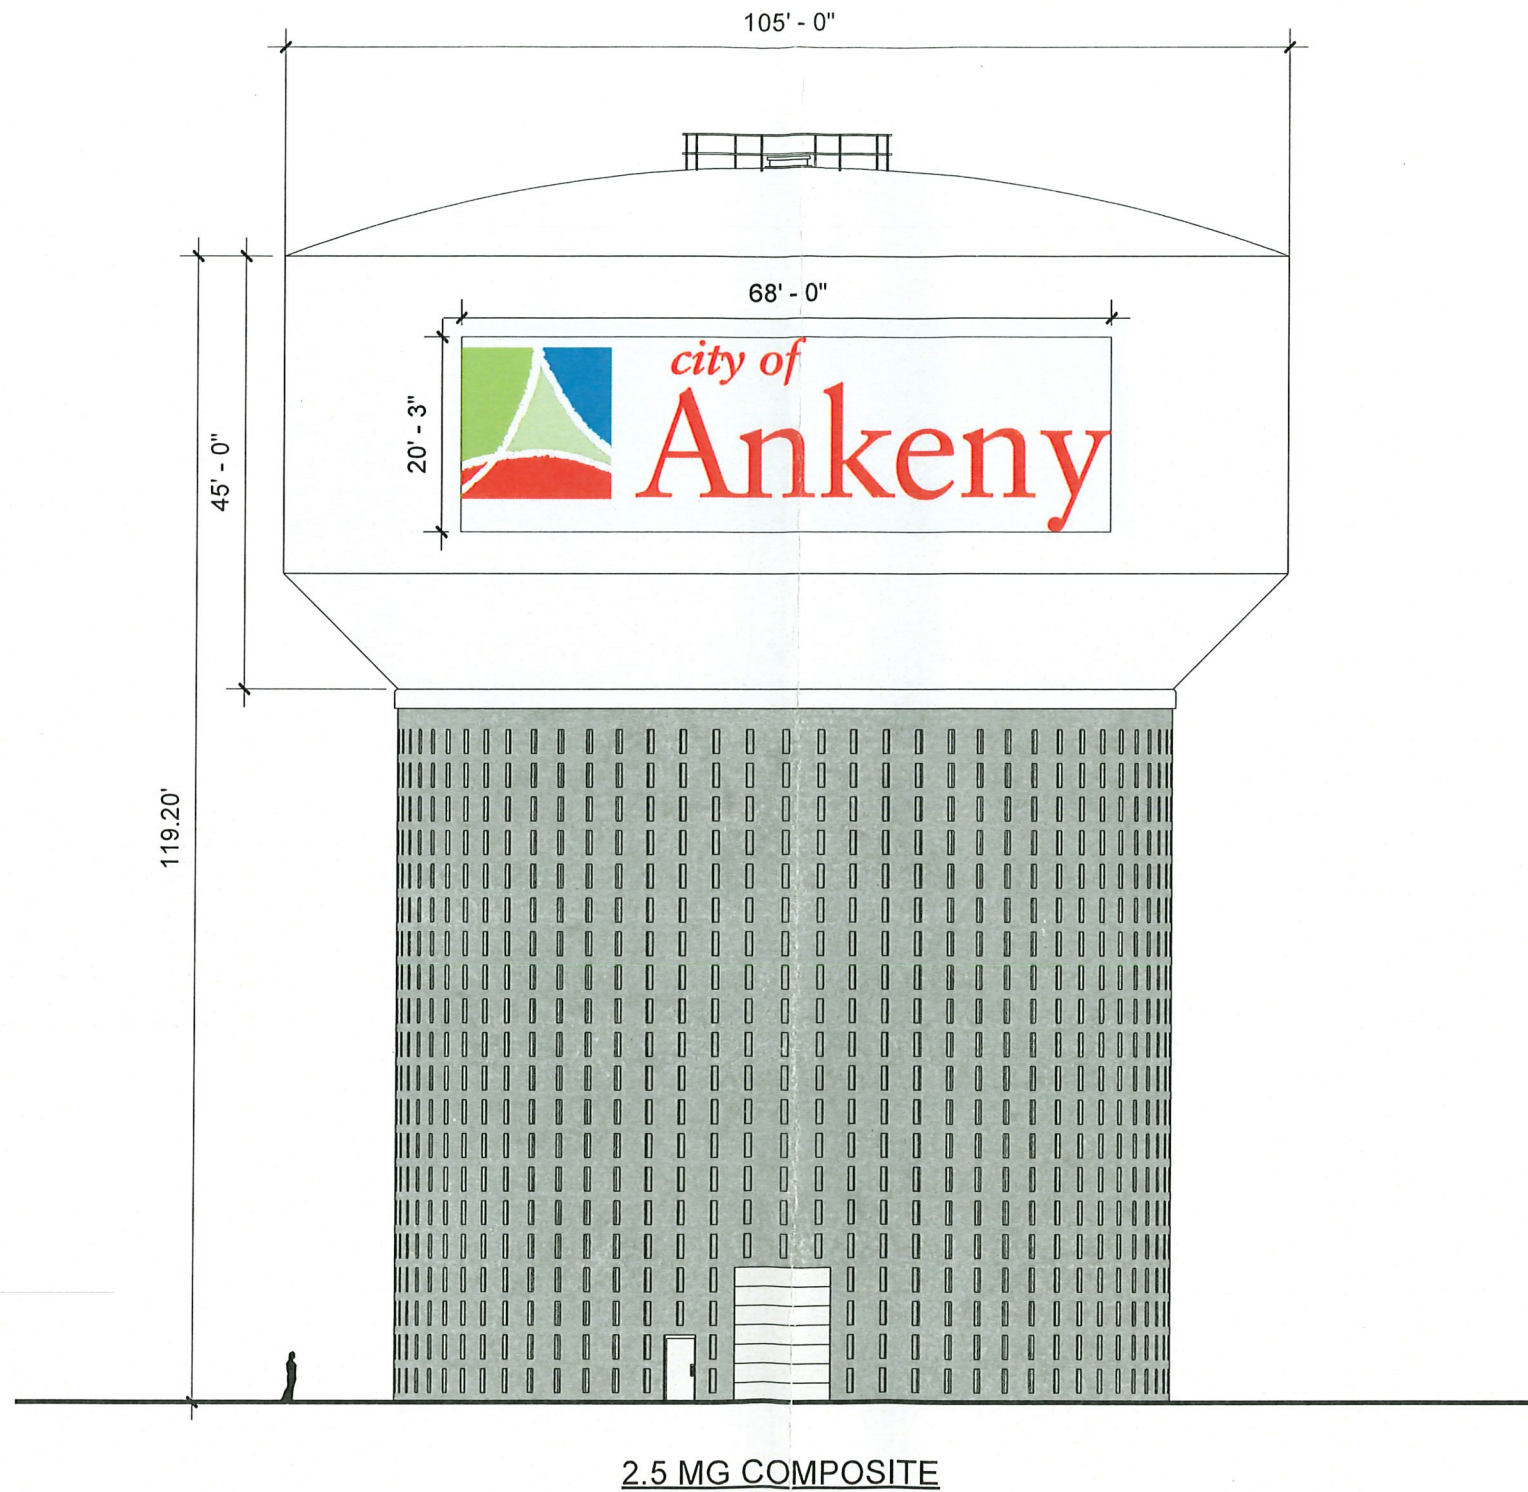 105' - 0"
68' - 0"
20' - 3"
45' - 0"
119.20'
city of
Ankeny
2.5 MG COMPOSITE